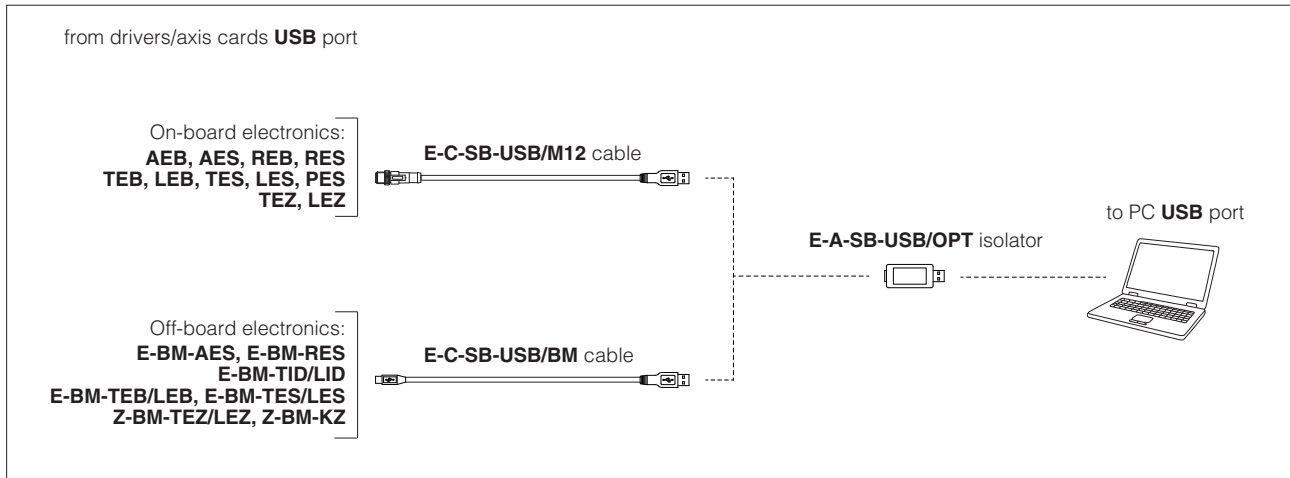 from drivers/axis cards USB port
On-board electronics:
AEB, AES, REB, RES
TEB, LEB, TES, LES, PES
TEZ, LEZ
E-C-SB-USB/M12 cable
to PC USB port
E-A-SB-USB/OPT isolator
Off-board electronics:
E-BM-AES, E-BM-RES
E-BM-TID/LID
E-BM-TEB/LEB, E-BM-TES/LES
Z-BM-TEZ/LEZ, Z-BM-KZ
E-C-SB-USB/BM cable